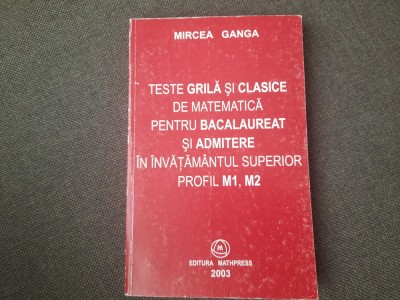 MIRCEA GANGA
TESTE GRILĂ ŞI CLASICE
DE MATEMATICĂ
PENTRU BACALAUREAT
ŞI ADMITERE
ÎN ÎNVĂŢĂMÂNTUL SUPERIOR
PROFIL M1, M2
M
EDITURA MATHPRESS
2003